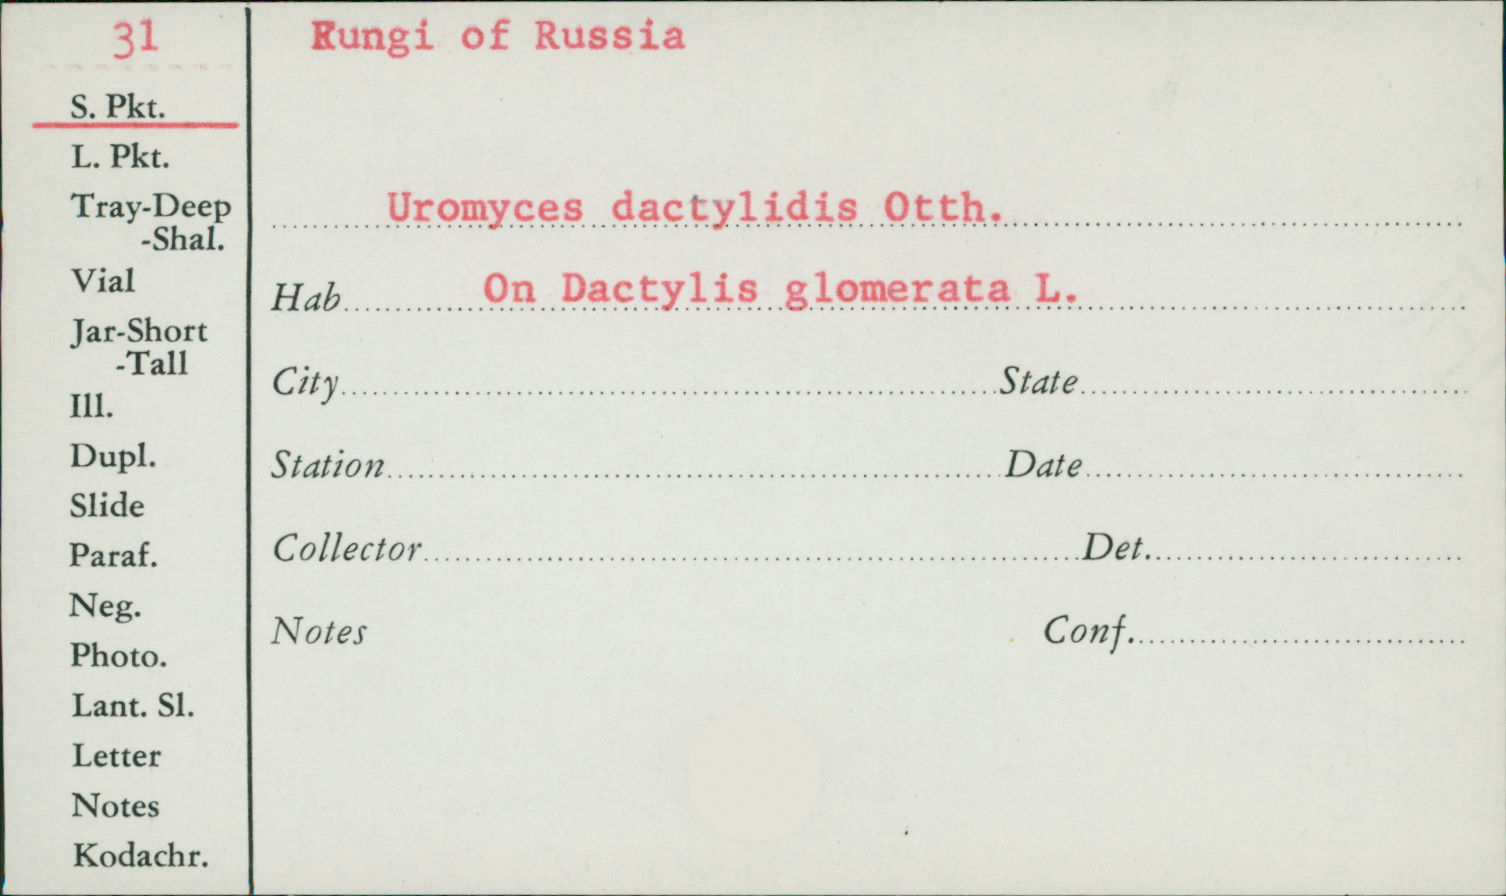 31
Fungi of Russia
S. Pkt.
L. Pkt.
Tray-Deep
-Shal.
Vial
Jar-Short
-Tall
Ill.
Dupl.
Slide
Paraf.
Neg.
Photo.
Lant. Sl.
Letter
Notes
Kodachr.
Uromyces dactylidis Otth.
Hab. On Dactylis glomerata L.
City State
Station Date
Collector Det.
Notes Conf.